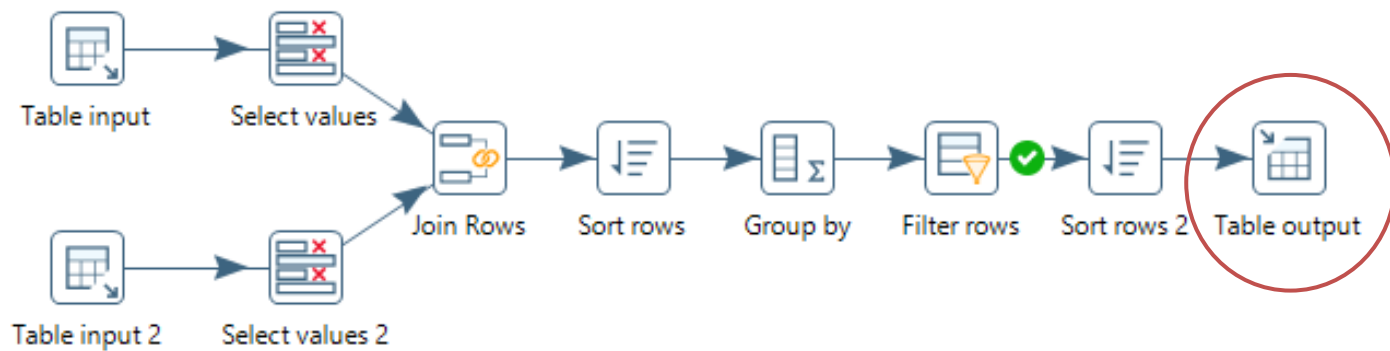 Table input
Select values
Join Rows
Sort rows
Group by
Σ
Filter rows
Sort rows 2
Table output
Table input 2
Select values 2